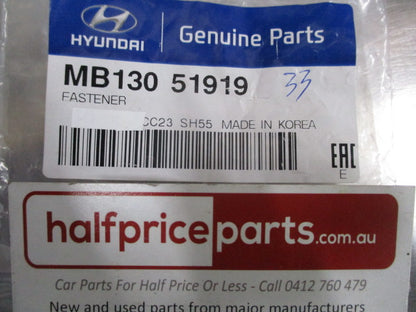 HYUNDAI Genuine Parts
MB130 51919 33
FASTENER
CC23 SH55 MADE IN KOREA
EAC
E
halfpriceparts.com.au
Car Parts For Half Price Or Less - Call 0412 760 479
New and used parts from major manufacturers